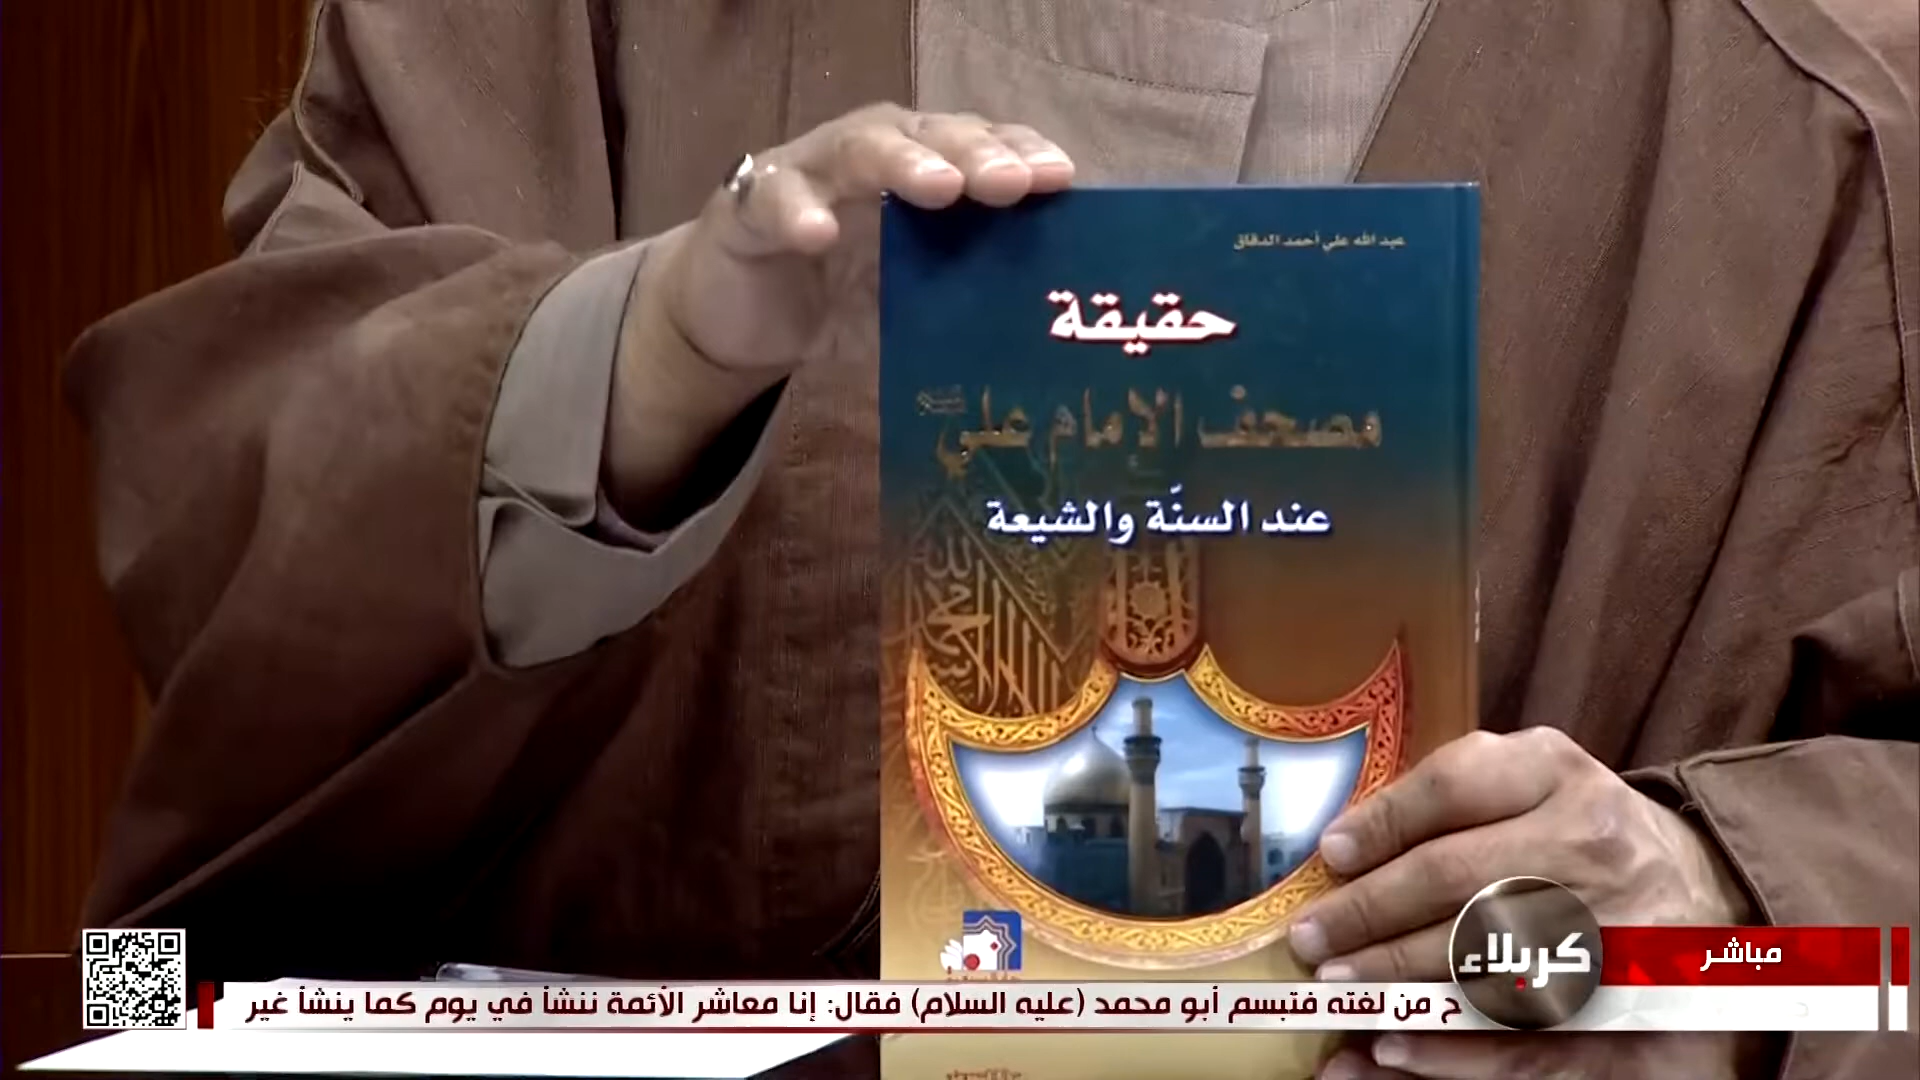 عبد الله علي أحمد الدقاق
حقيقة
مصحف الإمام علي
عند السنّة والشيعة
مباشر
كربلاء
ح من لغته فتبسم أبو محمد (عليه السلام) فقال: إنا معاشر الأئمة ننشأ في يوم كما ينشأ غير